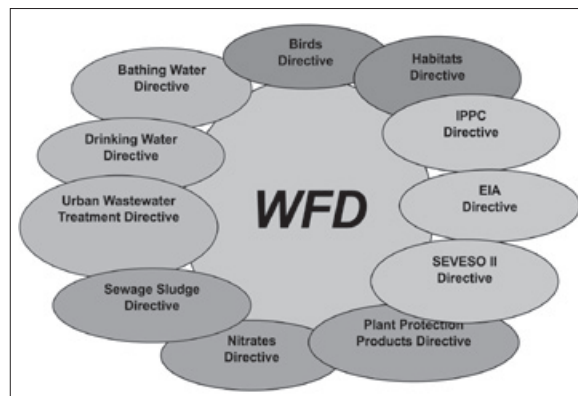 Birds
Directive
Habitats
Directive
Bathing Water
Directive
IPPC
Directive
Drinking Water
Directive
EIA
Directive
Urban Wastewater
Treatment Directive
WFD
SEVESO II
Directive
Sewage Sludge
Directive
Plant Protection
Products Directive
Nitrates
Directive